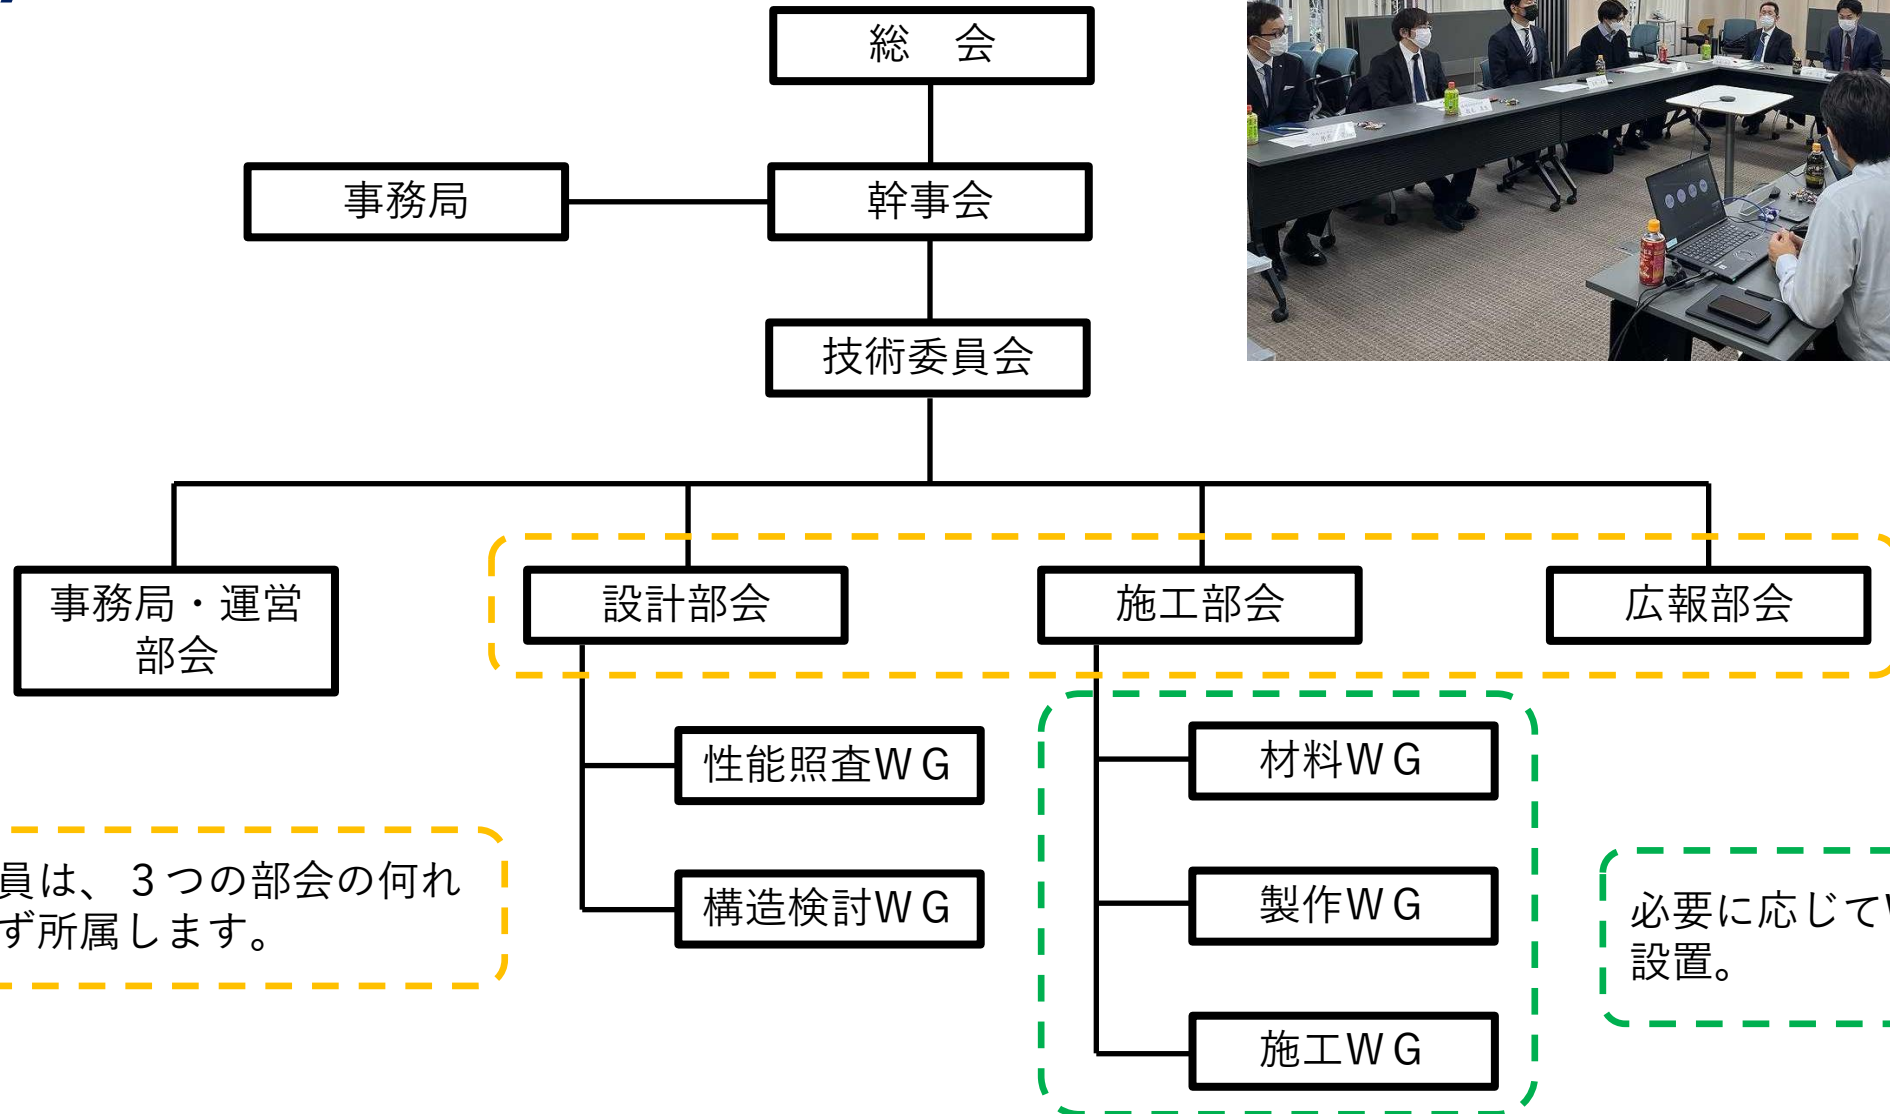 総　会
事務局
幹事会
技術委員会
事務局・運営
部会
設計部会
施工部会
広報部会
性能照査ＷＧ
材料ＷＧ
員は、３つの部会の何れ
ず所属します。
構造検討ＷＧ
製作ＷＧ
必要に応じて
設置。
施工ＷＧ